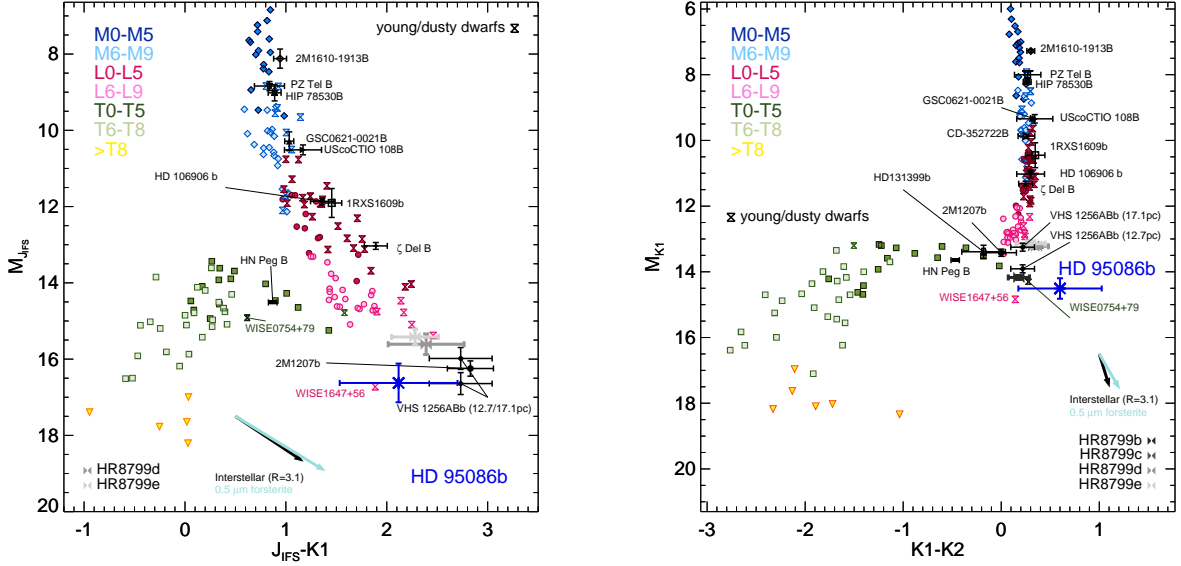 M0-M5
M6-M9
L0-L5
L6-L9
T0-T5
T6-T8
>T8
young/dusty dwarfs
2M1610-1913B
PZ Tel B
HIP 78530B
GSC0621-0021B
UScoCTIO 108B
HD 106906 b
1RXS1609b
ζ Del B
HN Peg B
WISE0754+79
2M1207b
WISE1647+56
VHS 1256ABb (12.7/17.1pc)
Interstellar (R=3.1)
0.5 μm forsterite
HD 95086b
HR8799d
HR8799e
8
10
12
14
16
18
20
M_JIFS
-1
0
1
2
3
J_IFS-K1
M0-M5
M6-M9
L0-L5
L6-L9
T0-T5
T6-T8
>T8
2M1610-1913B
PZ Tel B
HIP 78530B
GSC0621-0021B
UScoCTIO 108B
CD-352722B
1RXS1609b
HD131399b
HD 106906 b
ζ Del B
2M1207b
young/dusty dwarfs
VHS 1256ABb (17.1pc)
VHS 1256ABb (12.7pc)
HN Peg B
HD 95086b
WISE1647+56
WISE0754+79
Interstellar (R=3.1)
0.5 μm forsterite
HR8799b
HR8799c
HR8799d
HR8799e
6
8
10
12
14
16
18
20
M_K1
-3
-2
-1
0
1
K1-K2